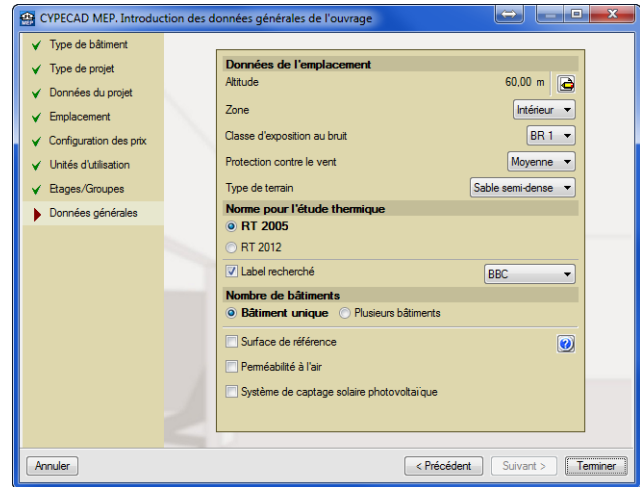 CYPECAD MEP. Introduction des données générales de l'ouvrage
Type de bâtiment
Type de projet
Données du projet
Emplacement
Configuration des prix
Unités d'utilisation
Etages/Groupes
Données générales
Données de l'emplacement
Altitude 60,00 m
Zone Intérieur
Classe d'exposition au bruit BR 1
Protection contre le vent Moyenne
Type de terrain Sable semi-dense
Norme pour l'étude thermique
RT 2005
RT 2012
Label recherché BBC
Nombre de bâtiments
Bâtiment unique Plusieurs bâtiments
Surface de référence
Perméabilité à l'air
Système de captage solaire photovoltaïque
Annuler < Précédent Suivant > Terminer